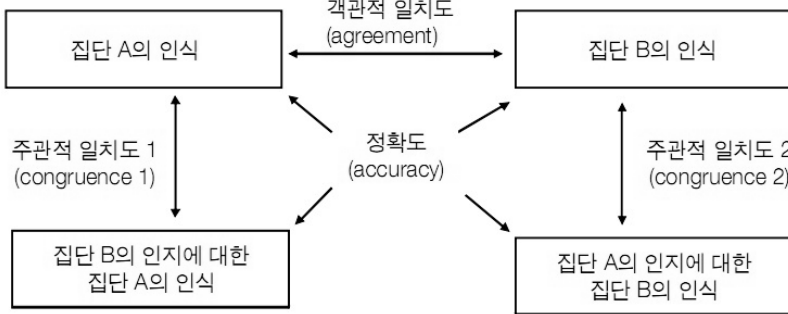 객관적 일치도
(agreement)
집단 A의 인식
집단 B의 인식
주관적 일치도 1
(congruence 1)
정확도
(accuracy)
주관적 일치도 2
(congruence 2)
집단 B의 인지에 대한
집단 A의 인식
집단 A의 인지에 대한
집단 B의 인식